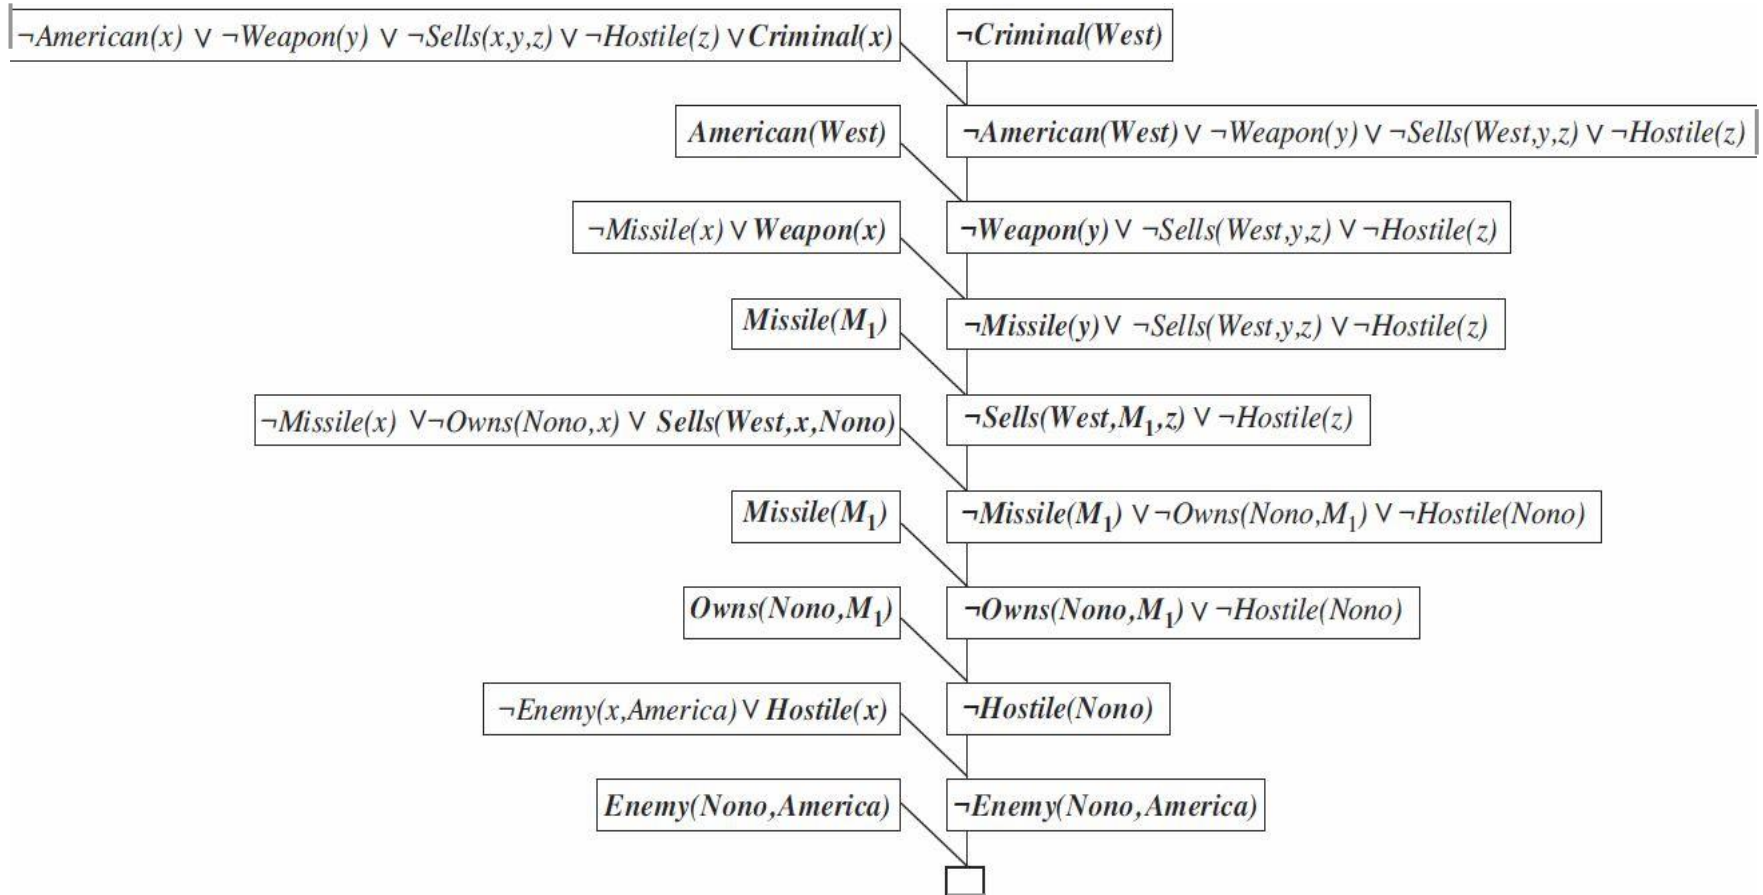 ¬American(x) ∨ ¬Weapon(y) ∨ ¬Sells(x,y,z) ∨ ¬Hostile(z) ∨ Criminal(x) ¬Criminal(West)
American(West) ¬American(West) ∨ ¬Weapon(y) ∨ ¬Sells(West,y,z) ∨ ¬Hostile(z)
¬Missile(x) ∨ Weapon(x) ¬Weapon(y) ∨ ¬Sells(West,y,z) ∨ ¬Hostile(z)
Missile(M₁) ¬Missile(y) ∨ ¬Sells(West,y,z) ∨ ¬Hostile(z)
¬Missile(x) ∨ ¬Owns(Nono,x) ∨ Sells(West,x,Nono) ¬Sells(West,M₁,z) ∨ ¬Hostile(z)
Missile(M₁) ¬Missile(M₁) ∨ ¬Owns(Nono,M₁) ∨ ¬Hostile(Nono)
Owns(Nono,M₁) ¬Owns(Nono,M₁) ∨ ¬Hostile(Nono)
¬Enemy(x,America) ∨ Hostile(x) ¬Hostile(Nono)
Enemy(Nono,America) ¬Enemy(Nono,America)